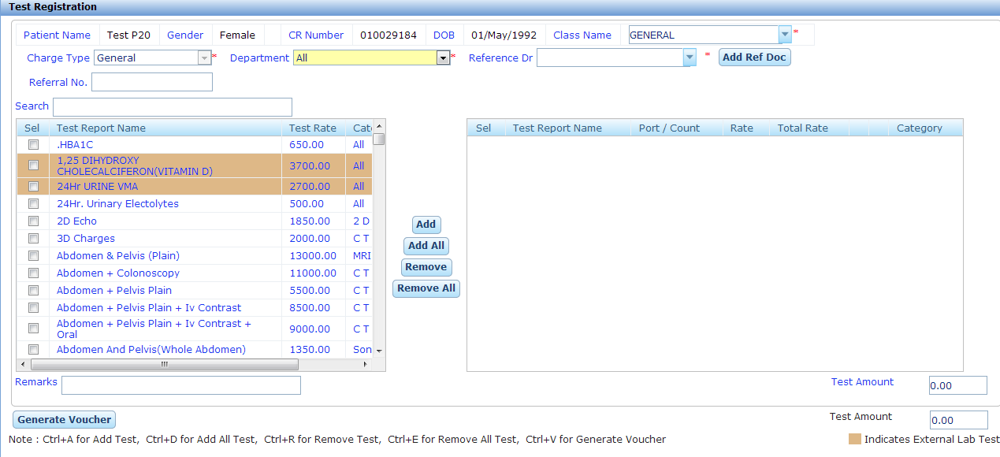 Test Registration
Patient Name Test P20 Gender Female CR Number 010029184 DOB 01/May/1992 Class Name GENERAL *
Charge Type General * Department All * Reference Dr * Add Ref Doc
Referral No.
Search
Sel Test Report Name Test Rate Cat
.HBA1C 650.00 All
1,25 DIHYDROXY
CHOLECALCIFERON(VITAMIN D) 3700.00 All
24Hr URINE VMA 2700.00 All
24Hr. Urinary Electolytes 500.00 All
2D Echo 1850.00 2 D
3D Charges 2000.00 C T
Abdomen & Pelvis (Plain) 13000.00 MRI
Abdomen + Colonoscopy 11000.00 C T
Abdomen + Pelvis Plain 5500.00 C T
Abdomen + Pelvis Plain + Iv Contrast 8500.00 C T
Abdomen + Pelvis Plain + Iv Contrast +
Oral 9000.00 C T
Abdomen And Pelvis(Whole Abdomen) 1350.00 Son
Add
Add All
Remove
Remove All
Sel Test Report Name Port / Count Rate Total Rate Category
Remarks
Test Amount 0.00
Generate Voucher
Test Amount 0.00
Note : Ctrl+A for Add Test, Ctrl+D for Add All Test, Ctrl+R for Remove Test, Ctrl+E for Remove All Test, Ctrl+V for Generate Voucher
Indicates External Lab Test